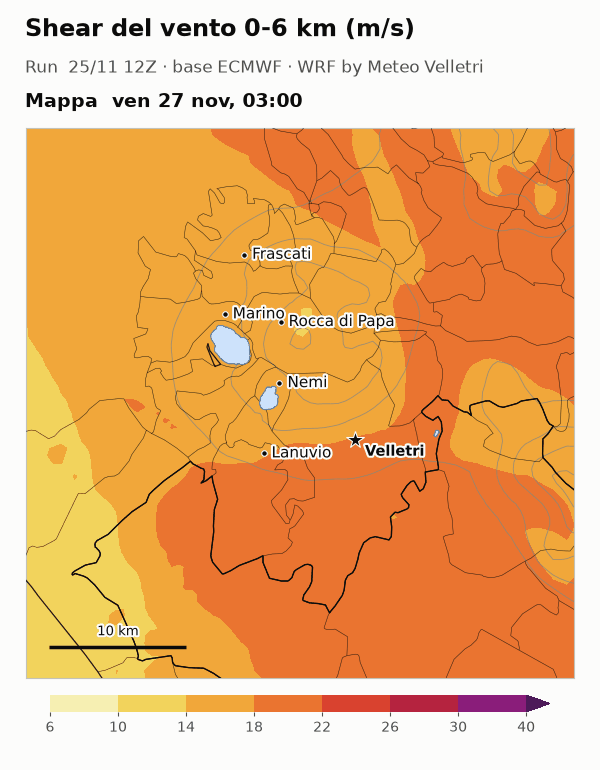 Shear del vento 0-6 km (m/s)
Run  25/11 12Z · base ECMWF · WRF by Meteo Velletri
Mappa  ven 27 nov, 03:00
Frascati
Marino
Rocca di Papa
Nemi
Velletri
Lanuvio
10 km
6 10 14 18 22 26 30 40